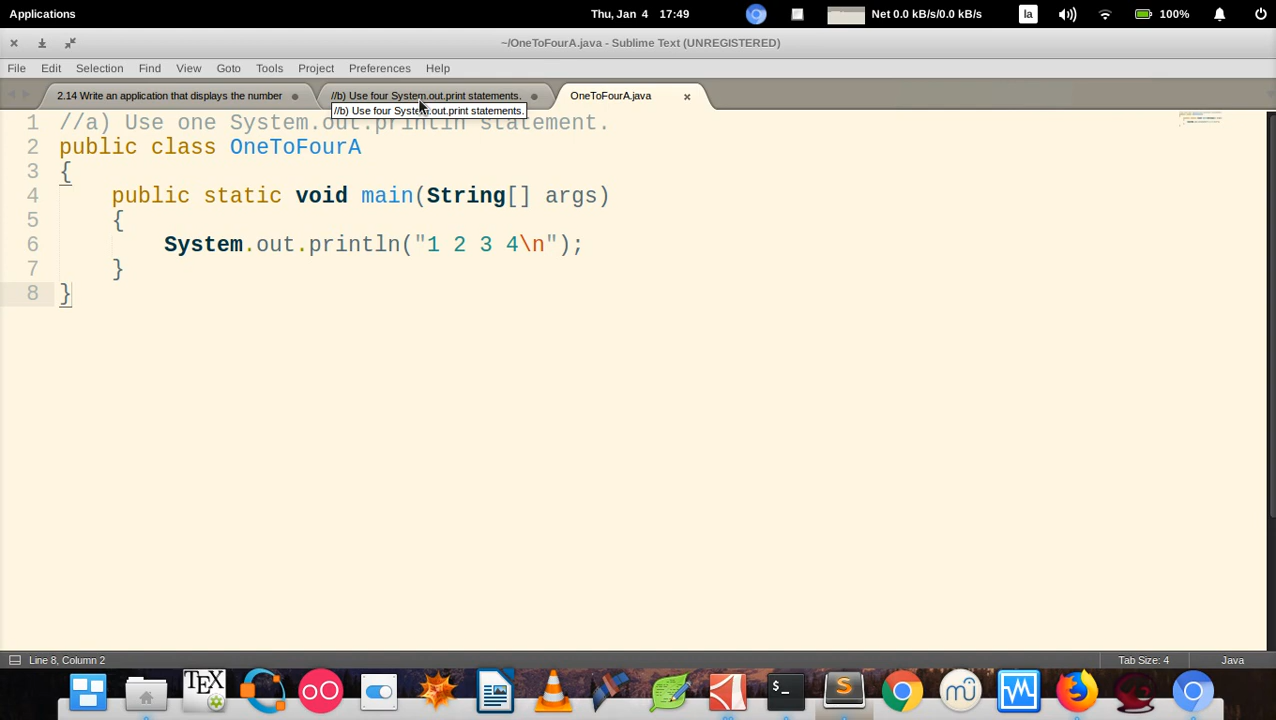 Applications
Thu, Jan 4 17:49
Net 0.0 kB/s/0.0 kB/s
la
100%
~/OneToFourA.java - Sublime Text (UNREGISTERED)
File Edit Selection Find View Goto Tools Project Preferences Help
2.14 Write an application that displays the number
//b) Use four System.out.print statements.
OneToFourA.java
//b) Use four System.out.print statements.
1 //a) Use one System.out.println statement.
2 public class OneToFourA
3 {
4 public static void main(String[] args)
5 {
6 System.out.println("1 2 3 4\n");
7 }
8 }
Line 8, Column 2
Tab Size: 4
Java
TEX
>_
S
mu